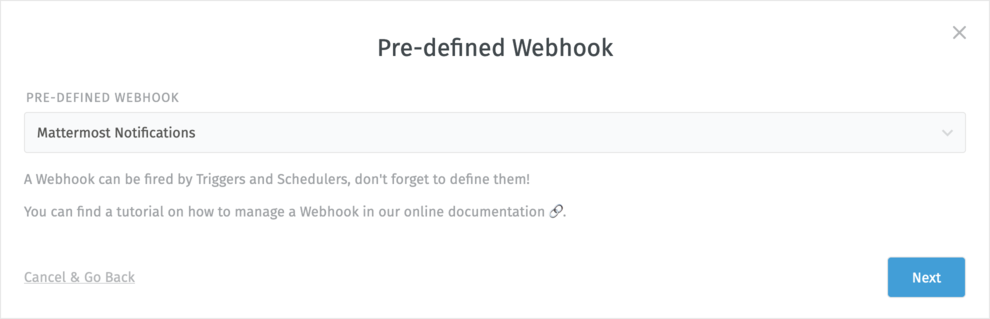 Pre-defined Webhook
PRE-DEFINED WEBHOOK
Mattermost Notifications
A Webhook can be fired by Triggers and Schedulers, don't forget to define them!
You can find a tutorial on how to manage a Webhook in our online documentation 🔗.
Cancel & Go Back
Next